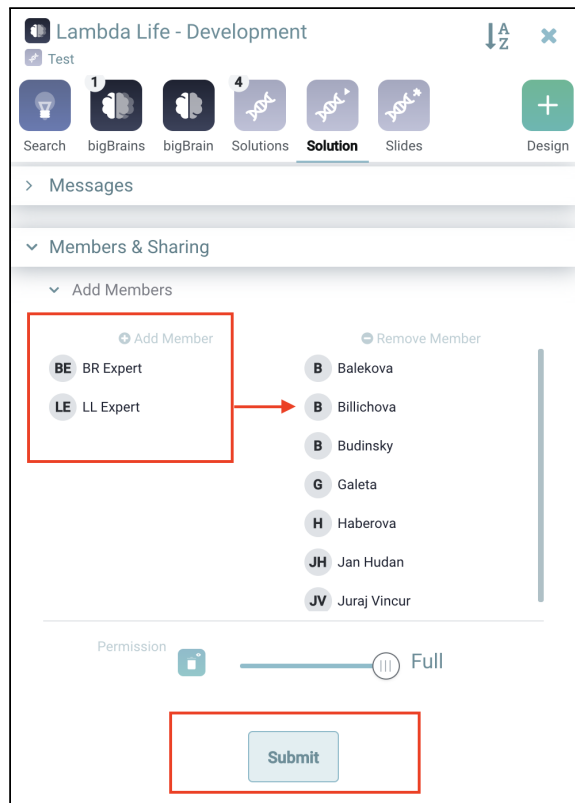 Lambda Life - Development
A
Z
Test
1
4
Search bigBrains bigBrain Solutions Solution Slides Design
Messages
Members & Sharing
Add Members
Add Member Remove Member
BE BR Expert B Balekova
LE LL Expert B Billichova
B Budinsky
G Galeta
H Haberova
JH Jan Hudan
JV Juraj Vincur
Permission Full
Submit